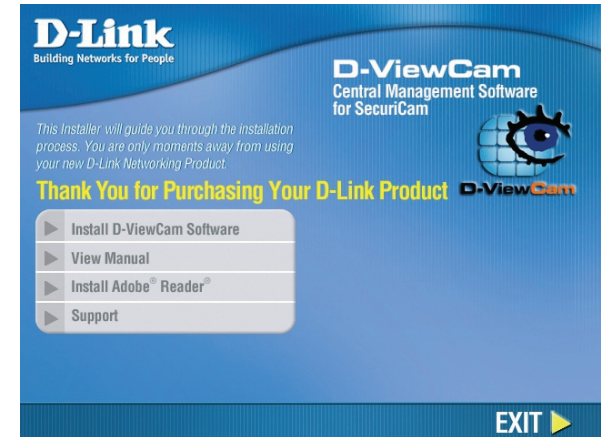 D-Link
Building Networks for People
D-ViewCam
Central Management Software
for SecuriCam
This Installer will guide you through the installation
process. You are only moments away from using
your new D-Link Networking Product.
Thank You for Purchasing Your D-Link Product
D-ViewCam
Install D-ViewCam Software
View Manual
Install Adobe® Reader®
Support
EXIT